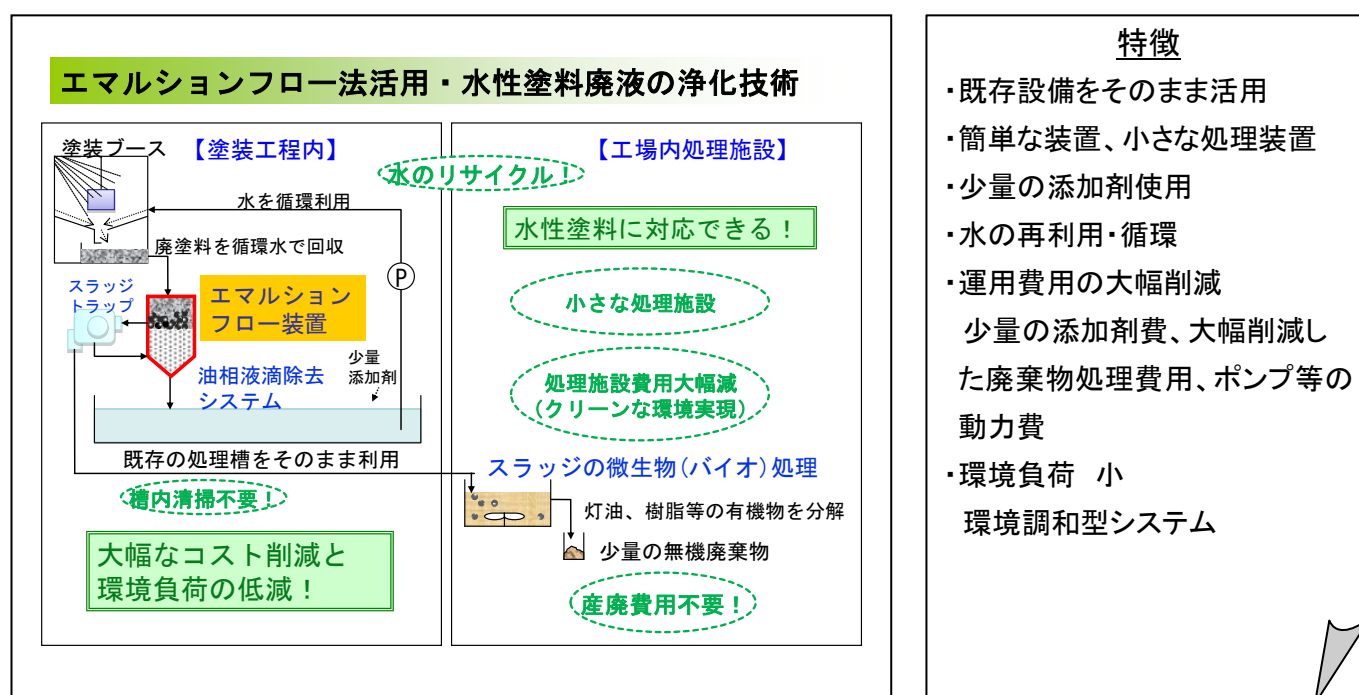 エマルションフロー法活用・水性塗料廃液の浄化技術
塗装ブース
【塗装工程内】
水を循環利用
廃塗料を循環水で回収
P
スラッジ
トラップ
エマルション
フロー装置
油相液滴除去
システム
少量
添加剤
既存の処理槽をそのまま利用
槽内清掃不要!
大幅なコスト削減と
環境負荷の低減!
水のリサイクル!
【工場内処理施設】
水性塗料に対応できる!
小さな処理施設
処理施設費用大幅減
(クリーンな環境実現)
スラッジの微生物(バイオ)処理
灯油、樹脂等の有機物を分解
少量の無機廃棄物
産廃費用不要!
特徴
・既存設備をそのまま活用
・簡単な装置、小さな処理装置
・少量の添加剤使用
・水の再利用・循環
・運用費用の大幅削減
少量の添加剤費、大幅削減し
た廃棄物処理費用、ポンプ等の
動力費
・環境負荷 小
環境調和型システム